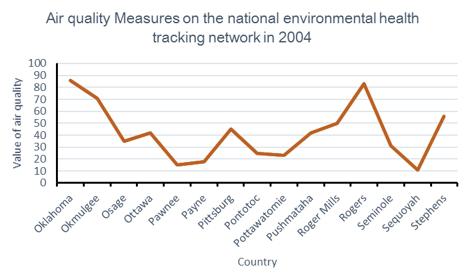 Air quality Measures on the national environmental health
tracking network in 2004
Value of air quality
100
90
80
70
60
50
40
30
20
10
0
Oklahoma
Okmulgee
Osage
Ottawa
Pawnee
Payne
Pittsburg
Pontotoc
Pottawatomie
Pushmataha
Roger Mills
Rogers
Seminole
Sequoyah
Stephens
Country